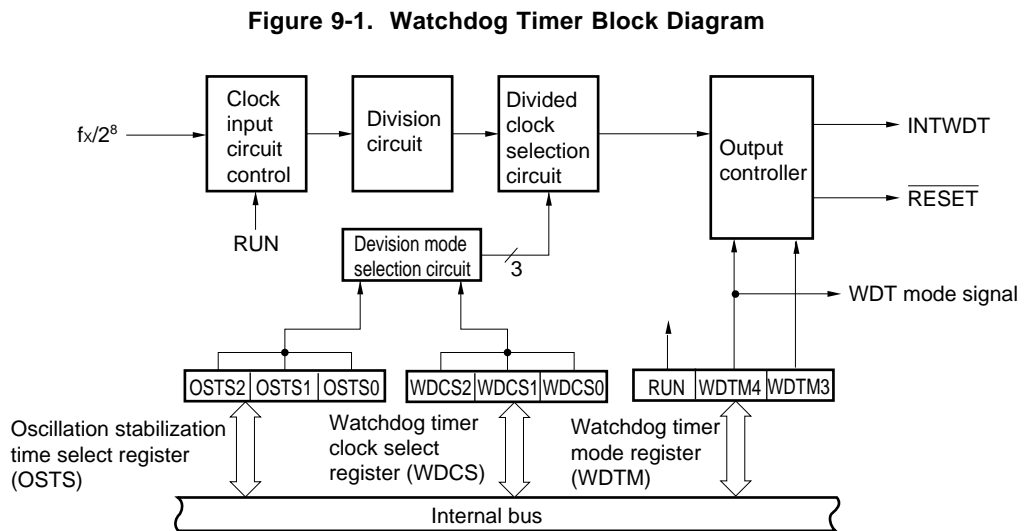 Figure 9-1. Watchdog Timer Block Diagram
fx/2⁸
Clock
input
circuit
control
Division
circuit
Divided
clock
selection
circuit
Output
controller
INTWDT
RESET
RUN
Devision mode
selection circuit
3
WDT mode signal
OSTS2 OSTS1 OSTS0
WDCS2 WDCS1 WDCS0
RUN WDTM4 WDTM3
Oscillation stabilization
time select register
(OSTS)
Watchdog timer
clock select
register (WDCS)
Watchdog timer
mode register
(WDTM)
Internal bus